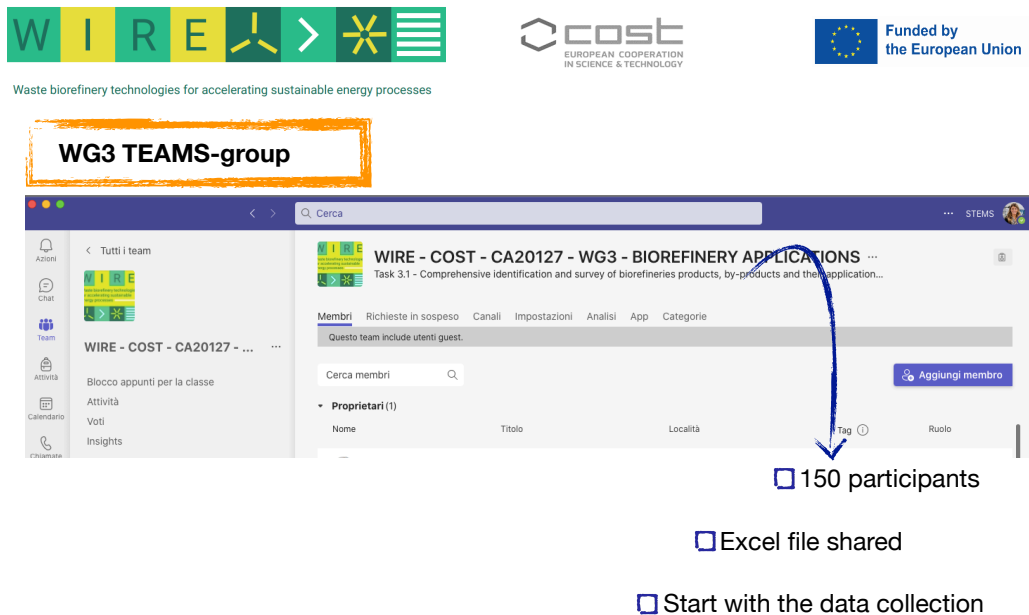 WIRE
cost
EUROPEAN COOPERATION
IN SCIENCE & TECHNOLOGY
Funded by
the European Union
Waste biorefinery technologies for accelerating sustainable energy processes
WG3 TEAMS-group
Cerca
STEMS
Azioni
Chat
Team
Attività
Calendario
Chiamate
Tutti i team
WIRE
WIRE - COST - CA20127 - ...
Blocco appunti per la classe
Attività
Voti
Insights
WIRE
WIRE - COST - CA20127 - WG3 - BIOREFINERY APPLICATIONS
Task 3.1 - Comprehensive identification and survey of biorefineries products, by-products and their application...
Membri Richieste in sospeso Canali Impostazioni Analisi App Categorie
Questo team include utenti guest.
Cerca membri
Aggiungi membro
Proprietari (1)
Nome Titolo Località Tag Ruolo
150 participants
Excel file shared
Start with the data collection